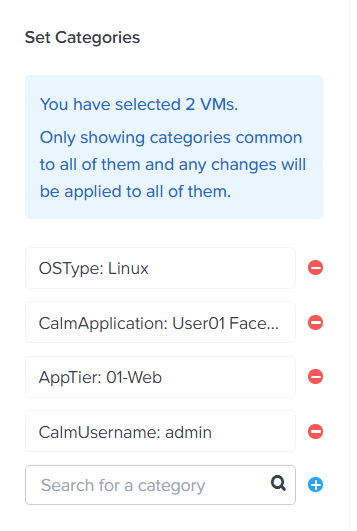 Set Categories
You have selected 2 VMs.
Only showing categories common
to all of them and any changes will
be applied to all of them.
OSType: Linux
CalmApplication: User01 Face...
AppTier: 01-Web
CalmUsername: admin
Search for a category